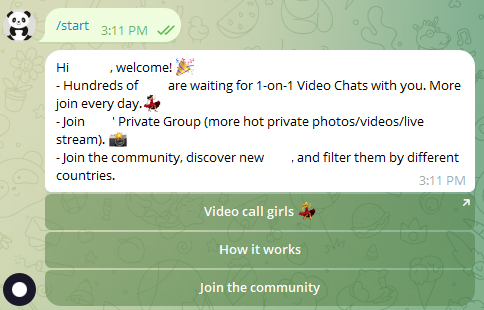 /start 3:11 PM
Hi , welcome! 🎉
- Hundreds of are waiting for 1-on-1 Video Chats with you. More
join every day.💃
- Join ' Private Group (more hot private photos/videos/live
stream). 📸
- Join the community, discover new , and filter them by different
countries.
3:11 PM
Video call girls 💃
How it works
Join the community